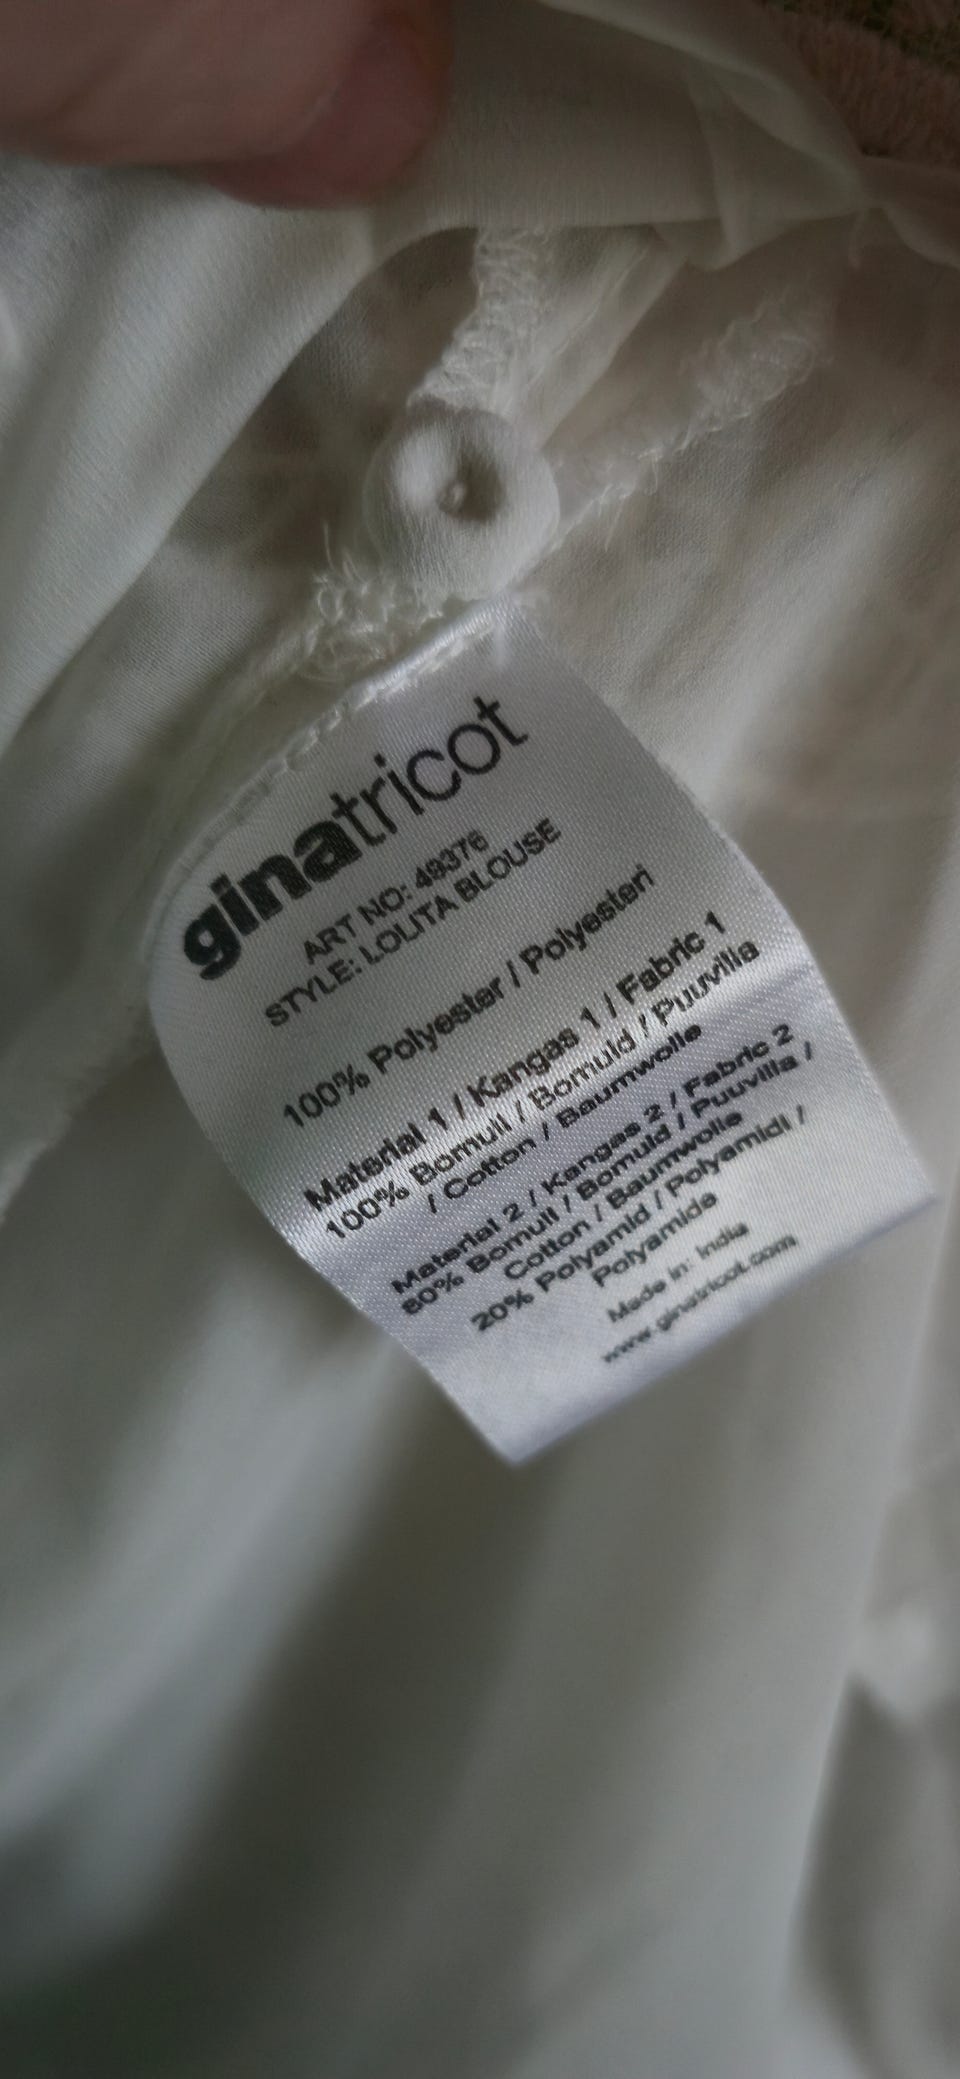 ginatricot
ART NO: 49376
STYLE: LOLITA BLOUSE
100% Polyester / Polyesteri
Material 1 / Kangas 1 / Fabric 1
100% Bomull / Bomuld / Puuvilla
/ Cotton / Baumwolle
Material 2 / Kangas 2 / Fabric 2
80% Bomull / Bomuld / Puuvilla /
Cotton / Baumwolle
20% Polyamid / Polyamidi /
Polyamide
Made in: India
www.ginatricot.com